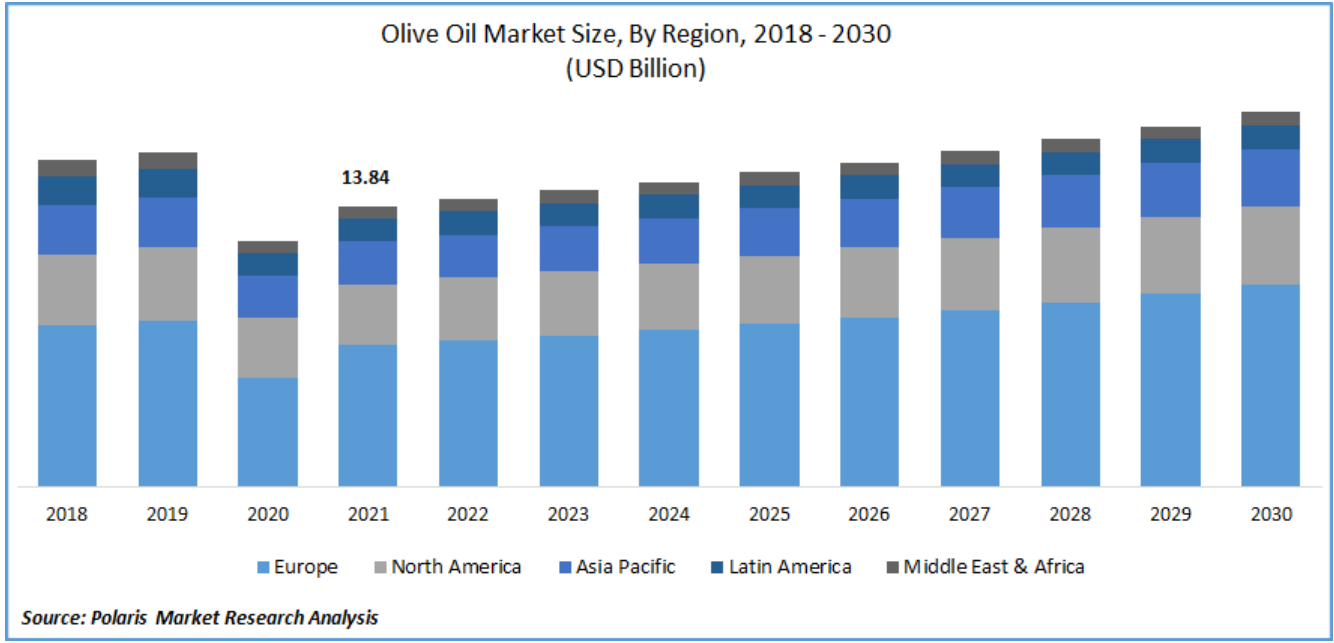 Olive Oil Market Size, By Region, 2018 - 2030
(USD Billion)
13.84
2018 2019 2020 2021 2022 2023 2024 2025 2026 2027 2028 2029 2030
Europe North America Asia Pacific Latin America Middle East & Africa
Source: Polaris Market Research Analysis